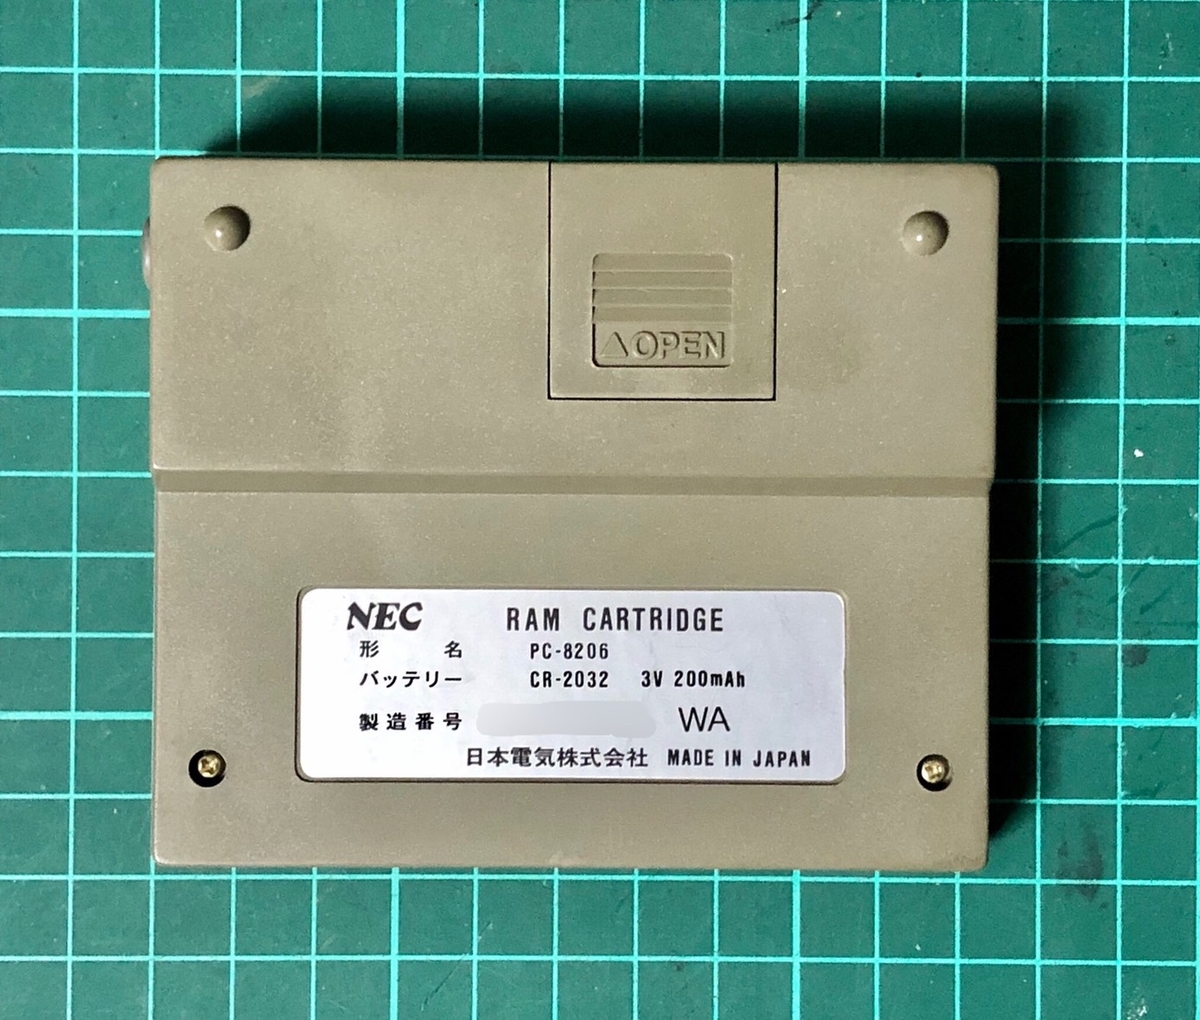 △OPEN
NEC RAM CARTRIDGE
形 名 PC-8206
バッテリー CR-2032 3V 200mAh
製造番号 WA
日本電気株式会社 MADE IN JAPAN